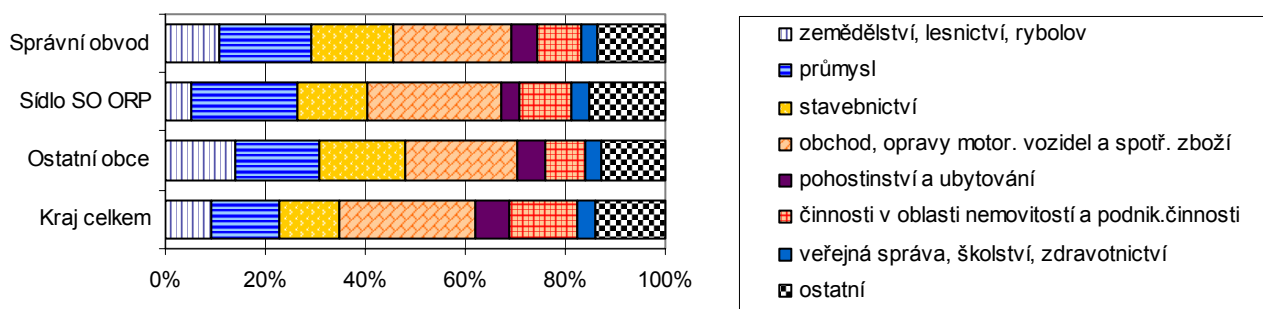 Správní obvod
Sídlo SO ORP
Ostatní obce
Kraj celkem
0% 20% 40% 60% 80% 100%
zemědělství, lesnictví, rybolov
průmysl
stavebnictví
obchod, opravy motor. vozidel a spotř. zboží
pohostinství a ubytování
činnosti v oblasti nemovitostí a podnik.činnosti
veřejná správa, školství, zdravotnictví
ostatní